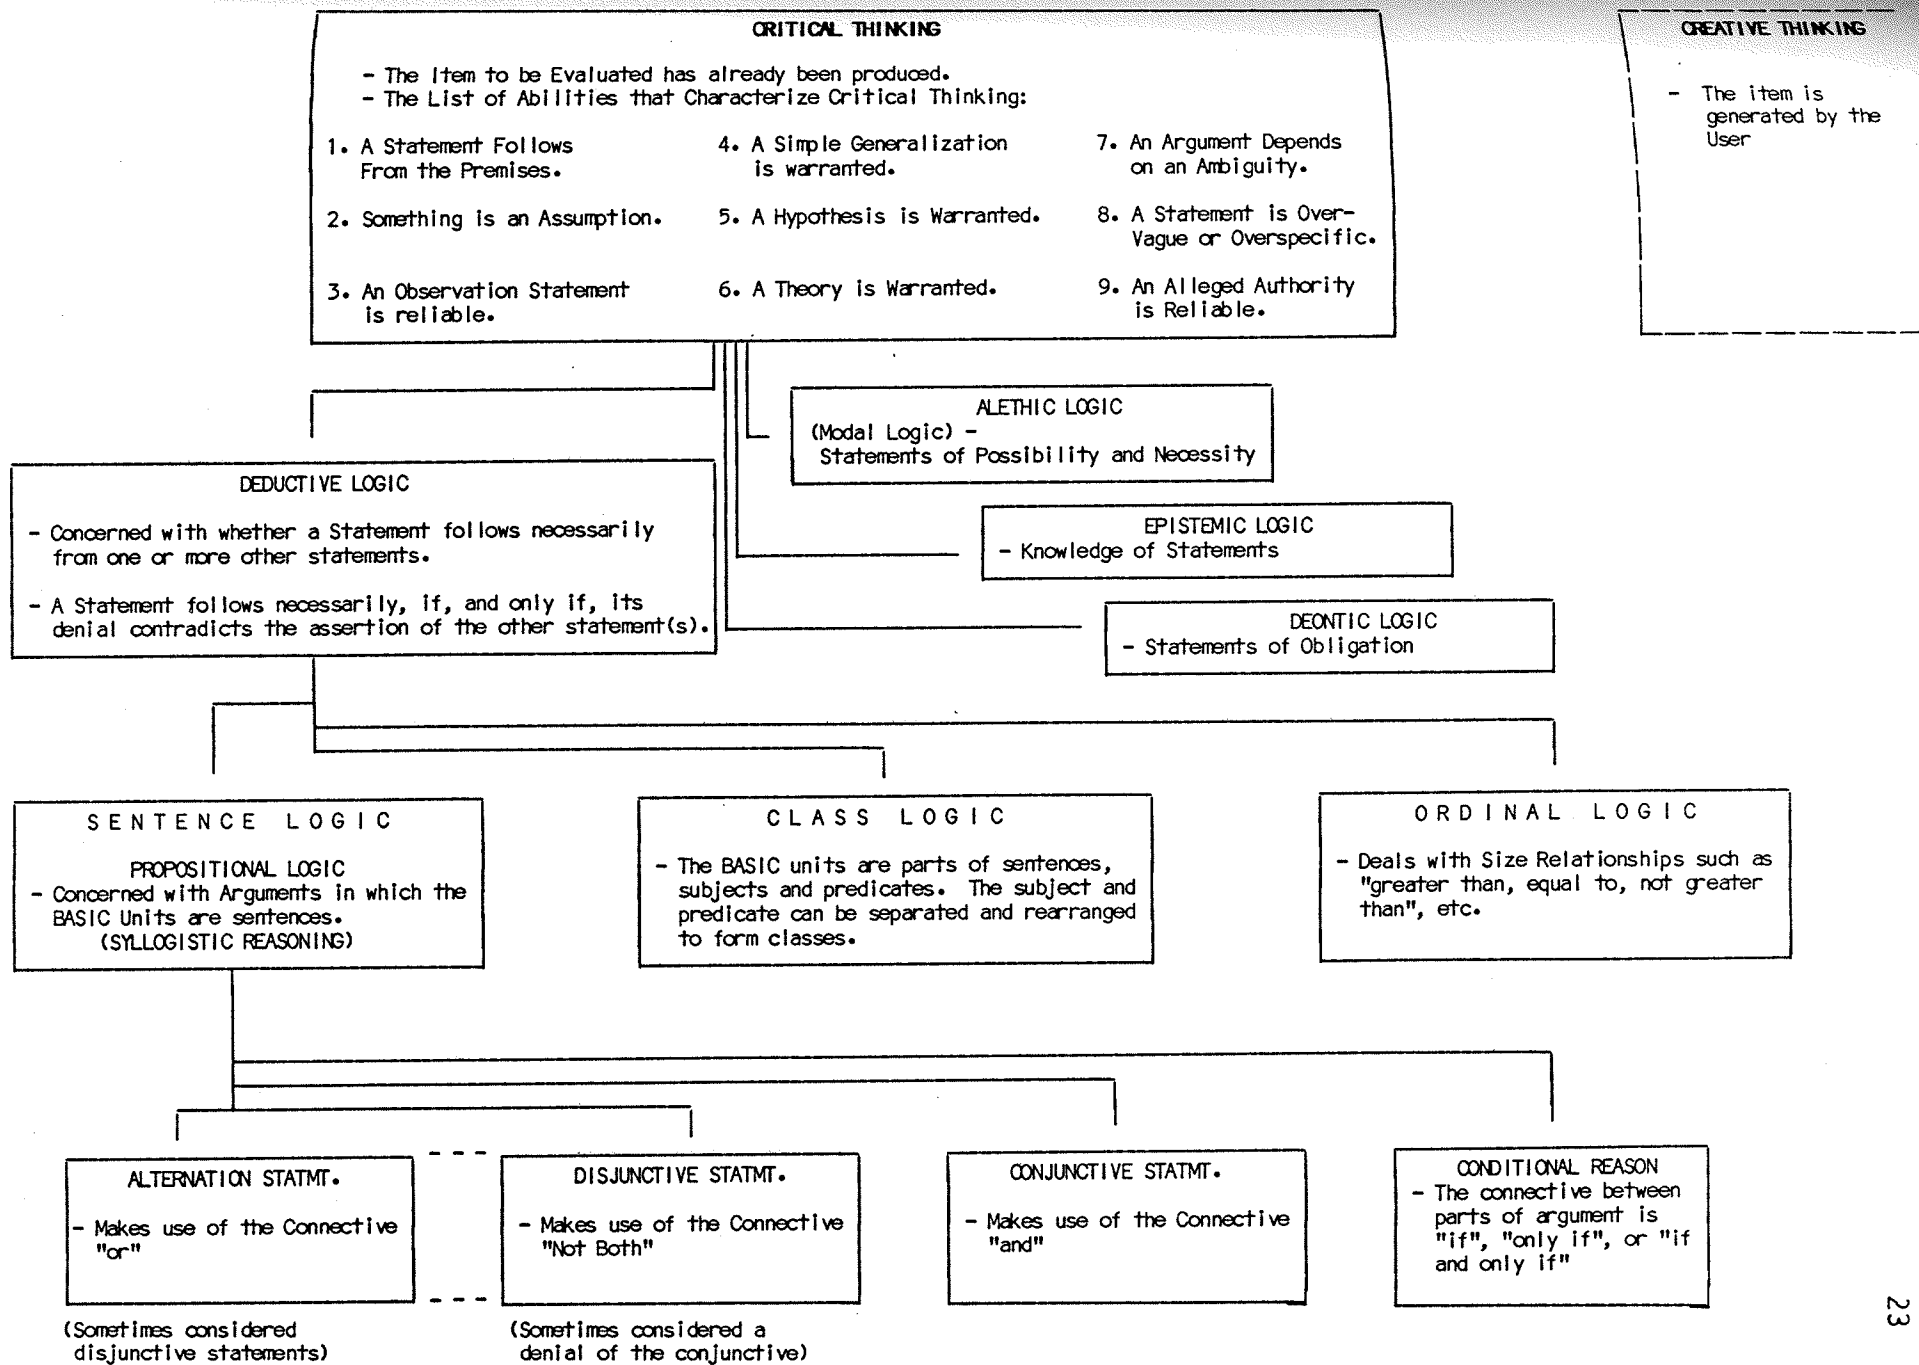 CRITICAL THINKING
- The Item to be Evaluated has already been produced.
- The List of Abilities that Characterize Critical Thinking:
1. A Statement Follows
From the Premises.
2. Something is an Assumption.
3. An Observation Statement
is reliable.
4. A Simple Generalization
is warranted.
5. A Hypothesis is Warranted.
6. A Theory is Warranted.
7. An Argument Depends
on an Ambiguity.
8. A Statement is Over-
Vague or Overspecific.
9. An Alleged Authority
is Reliable.
CREATIVE THINKING
- The item is
generated by the
User
ALETHIC LOGIC
(Modal Logic) -
Statements of Possibility and Necessity
EPISTEMIC LOGIC
- Knowledge of Statements
DEONTIC LOGIC
- Statements of Obligation
DEDUCTIVE LOGIC
- Concerned with whether a Statement follows necessarily
from one or more other statements.
- A Statement follows necessarily, if, and only if, its
denial contradicts the assertion of the other statement(s).
SENTENCE LOGIC
PROPOSITIONAL LOGIC
- Concerned with Arguments in which the
BASIC Units are sentences.
(SYLLOGISTIC REASONING)
CLASS LOGIC
- The BASIC units are parts of sentences,
subjects and predicates. The subject and
predicate can be separated and rearranged
to form classes.
ORDINAL LOGIC
- Deals with Size Relationships such as
"greater than, equal to, not greater
than", etc.
ALTERNATION STATMT.
- Makes use of the Connective
"or"
(Sometimes considered
disjunctive statements)
DISJUNCTIVE STATMT.
- Makes use of the Connective
"Not Both"
(Sometimes considered a
denial of the conjunctive)
CONJUNCTIVE STATMT.
- Makes use of the Connective
"and"
CONDITIONAL REASON
- The connective between
parts of argument is
"if", "only if", or "if
and only if"
23